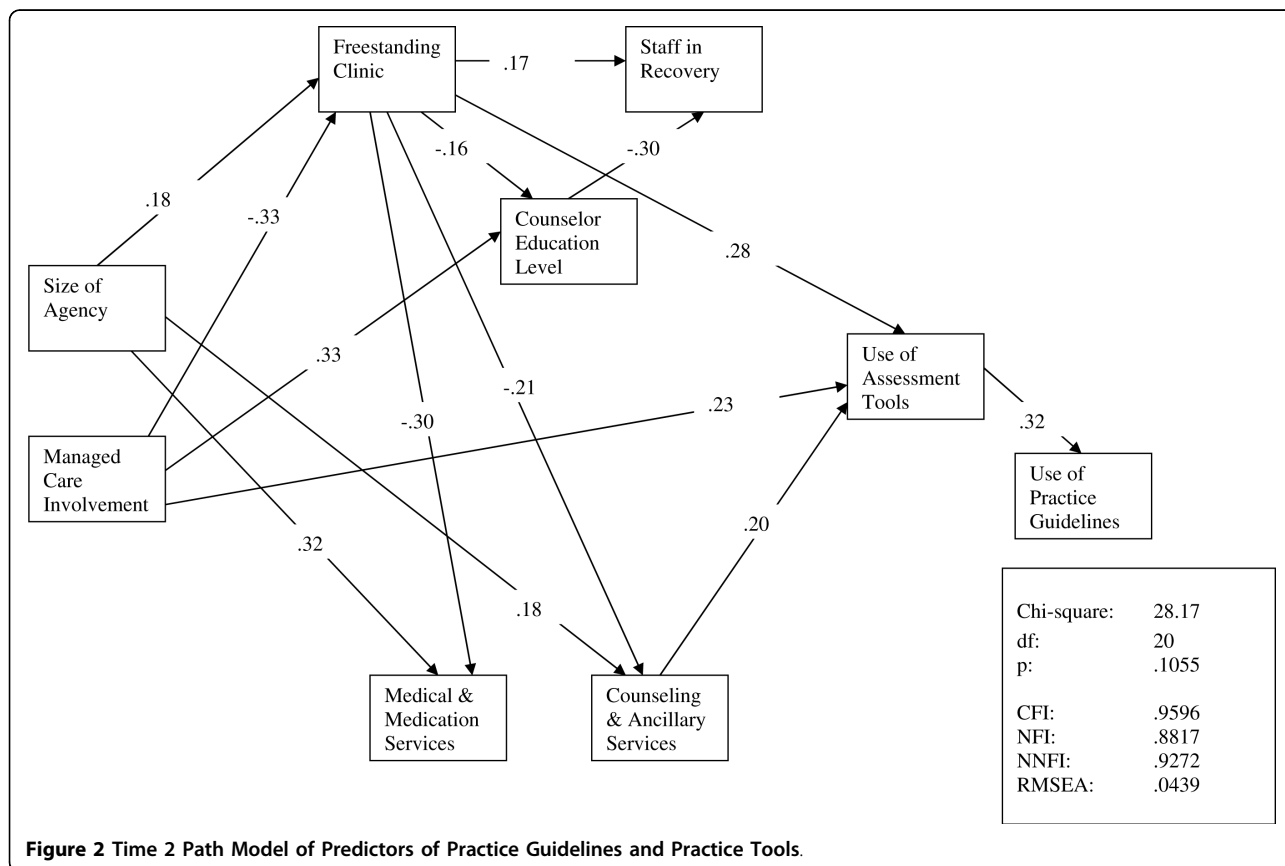 Freestanding
Clinic
Staff in
Recovery
.17
-.16
-.30
.18
-.33
Counselor
Education
Level
.28
Size of
Agency
.33
-.21
Use of
Assessment
Tools
-.30
.23
.32
Managed
Care
Involvement
Use of
Practice
Guidelines
.32
.20
.18
Medical &
Medication
Services
Counseling
& Ancillary
Services
Chi-square: 28.17
df: 20
p: .1055
CFI: .9596
NFI: .8817
NNFI: .9272
RMSEA: .0439
Figure 2 Time 2 Path Model of Predictors of Practice Guidelines and Practice Tools.